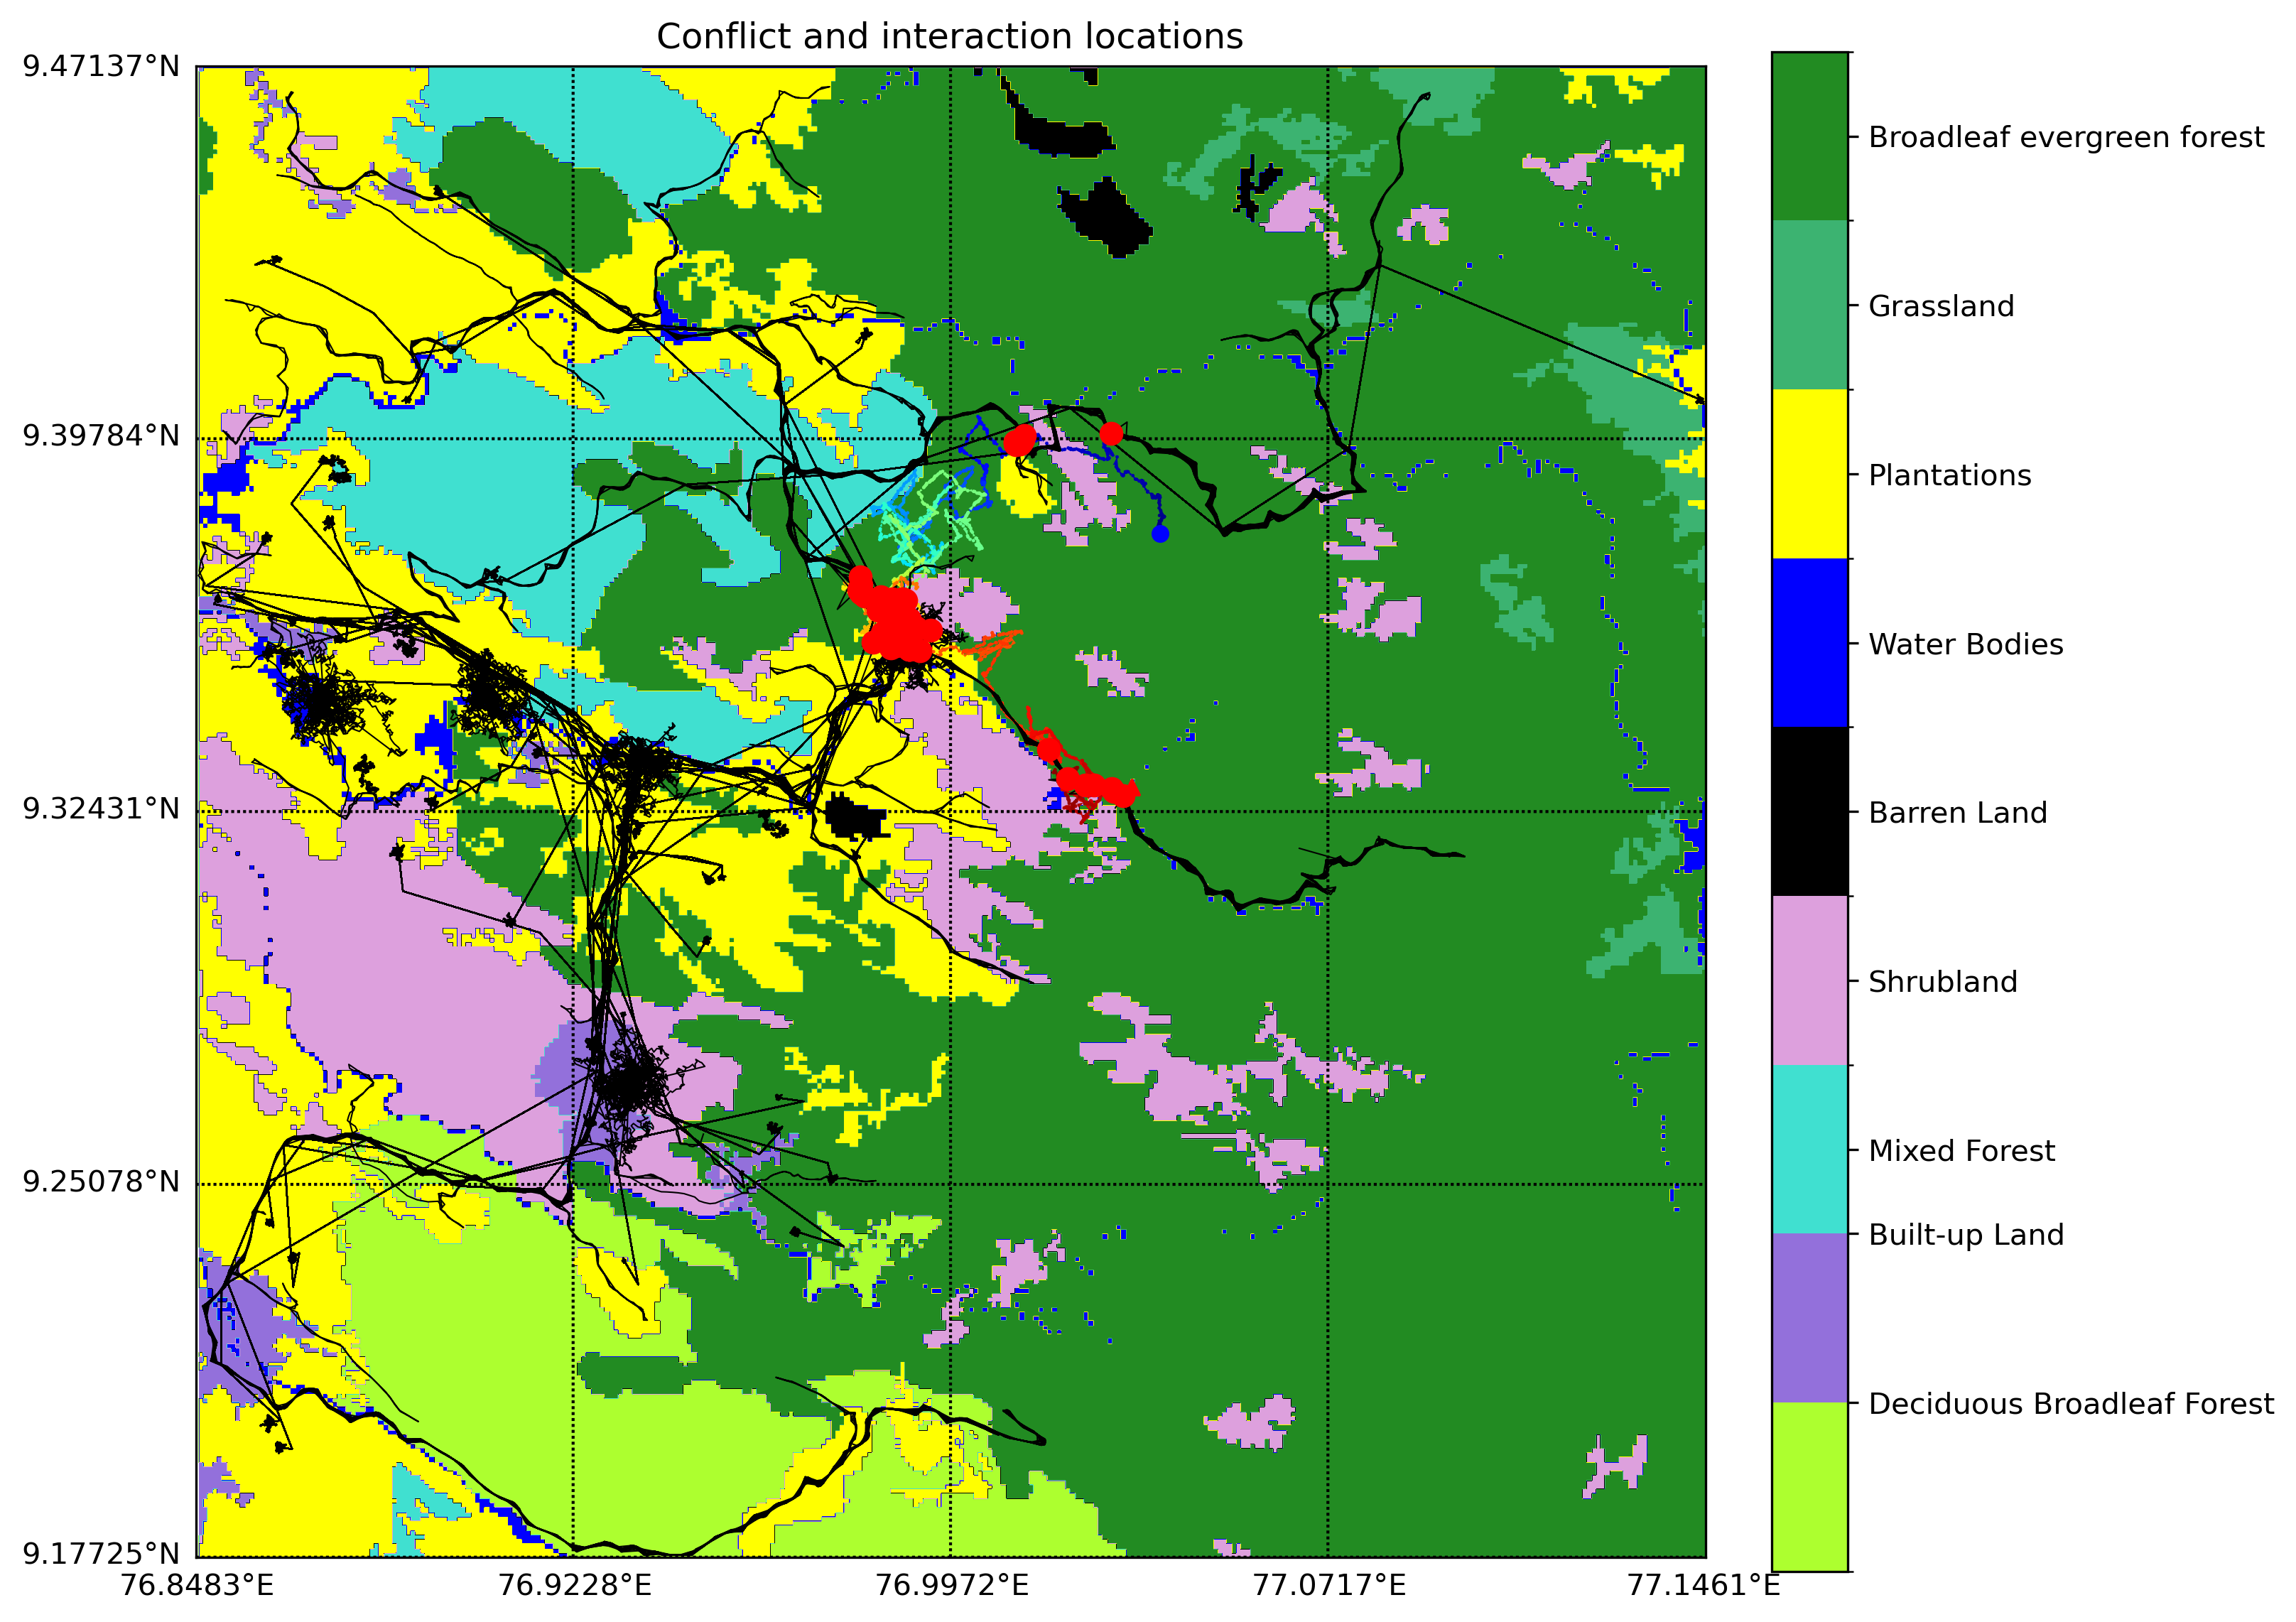 Conflict and interaction locations
9.47137°N
9.39784°N
9.32431°N
9.25078°N
9.17725°N
76.8483°E
76.9228°E
76.9972°E
77.0717°E
77.1461°E
Broadleaf evergreen forest
Grassland
Plantations
Water Bodies
Barren Land
Shrubland
Mixed Forest
Built-up Land
Deciduous Broadleaf Forest